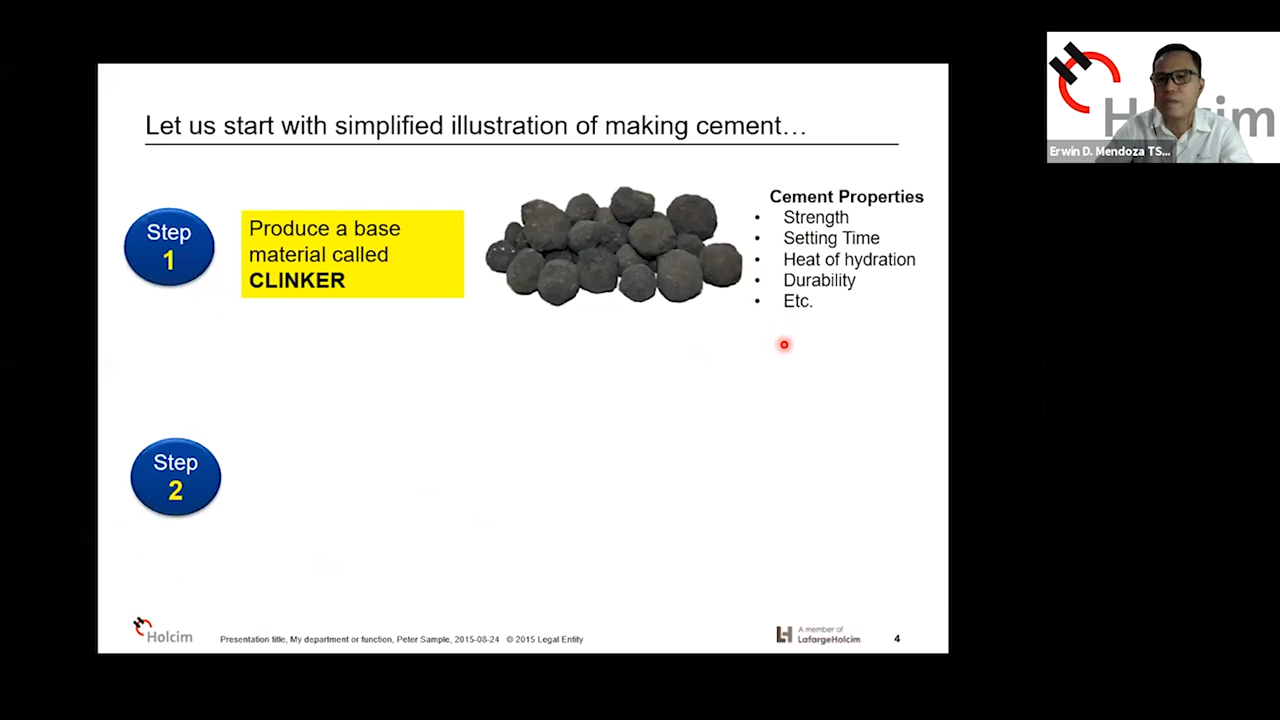 Let us start with simplified illustration of making cement…
Step
1
Produce a base
material called
CLINKER
Cement Properties
• Strength
• Setting Time
• Heat of hydration
• Durability
• Etc.
Step
2
Holcim
Presentation title, My department or function, Peter Sample, 2015-08-24 © 2015 Legal Entity
A member of
LafargeHolcim
4
H im
Erwin D. Mendoza TS...